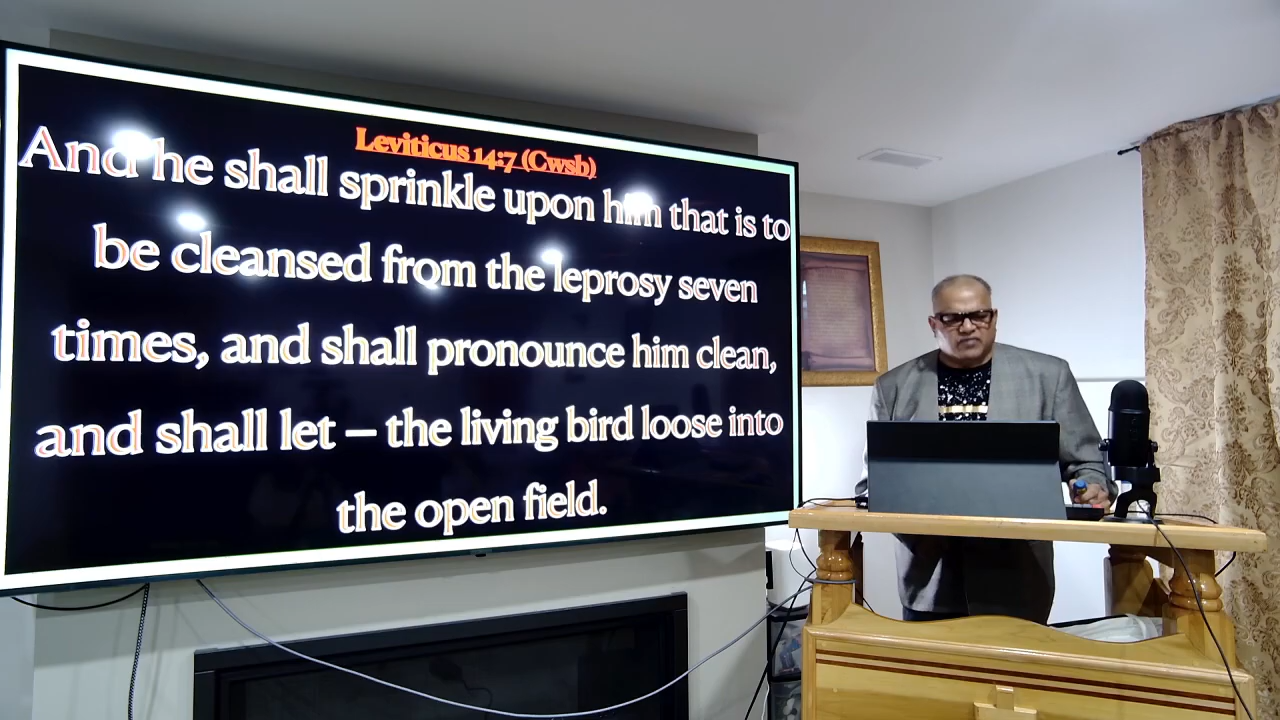 Leviticus 14:7 (Cwsb)
And he shall sprinkle upon him that is to
be cleansed from the leprosy seven
times, and shall pronounce him clean,
and shall let – the living bird loose into
the open field.